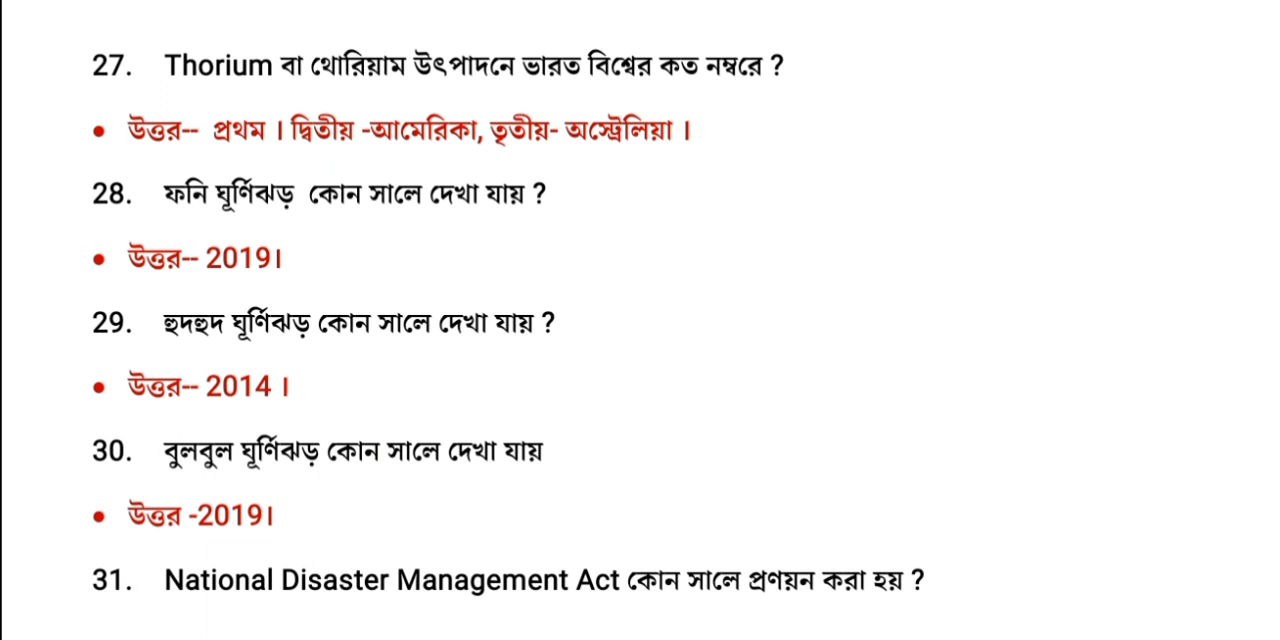 27. Thorium বা থোরিয়াম উৎপাদনে ভারত বিশ্বের কত নম্বরে ?
• উত্তর-- প্রথম । দ্বিতীয় -আমেরিকা, তৃতীয়- অস্ট্রেলিয়া ।
28. ফনি ঘূর্ণিঝড় কোন সালে দেখা যায় ?
• উত্তর-- 2019।
29. হুদহুদ ঘূর্ণিঝড় কোন সালে দেখা যায় ?
• উত্তর-- 2014 ।
30. বুলবুল ঘূর্ণিঝড় কোন সালে দেখা যায়
• উত্তর -2019।
31. National Disaster Management Act কোন সালে প্রণয়ন করা হয় ?